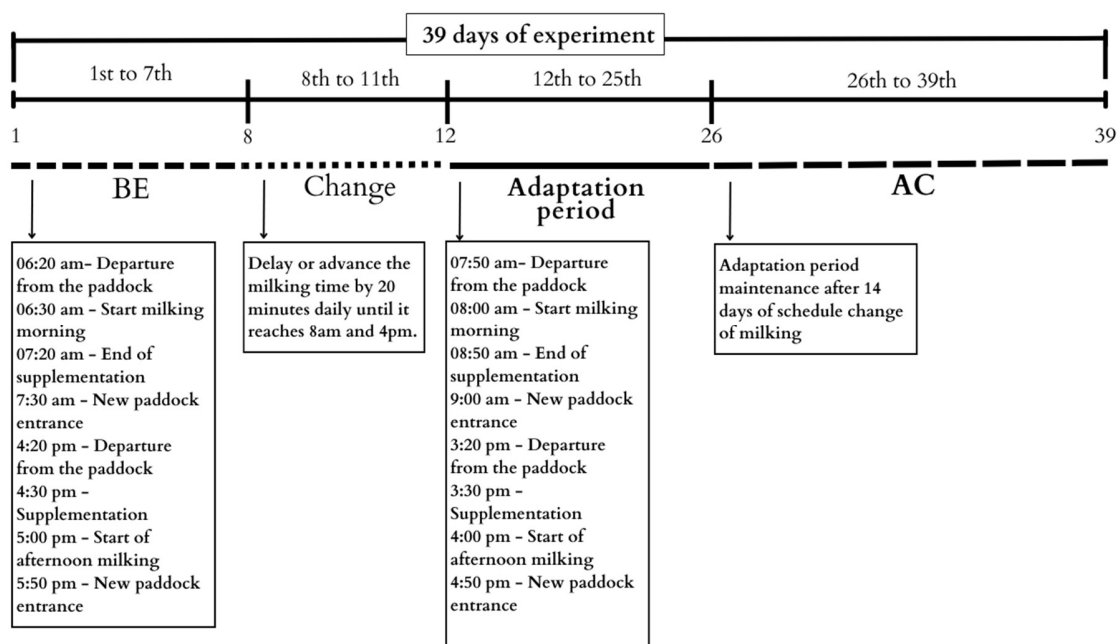 39 days of experiment
1st to 7th
8th to 11th
12th to 25th
26th to 39th
1
8
12
26
39
BE
Change
Adaptation
period
AC
06:20 am- Departure
from the paddock
06:30 am - Start milking
morning
07:20 am - End of
supplementation
7:30 am - New paddock
entrance
4:20 pm - Departure
from the paddock
4:30 pm -
Supplementation
5:00 pm - Start of
afternoon milking
5:50 pm - New paddock
entrance
Delay or advance the
milking time by 20
minutes daily until it
reaches 8am and 4pm.
07:50 am- Departure
from the paddock
08:00 am - Start milking
morning
08:50 am - End of
supplementation
9:00 am - New paddock
entrance
3:20 pm - Departure
from the paddock
3:30 pm -
Supplementation
4:00 pm - Start of
afternoon milking
4:50 pm - New paddock
entrance
Adaptation period
maintenance after 14
days of schedule change
of milking